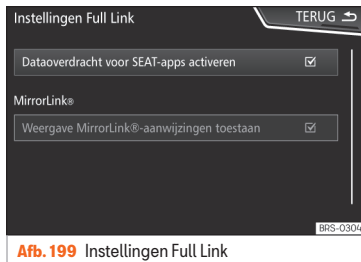 Instellingen Full Link
TERUG
Dataoverdracht voor SEAT-apps activeren
MirrorLink®
Weergave MirrorLink®-aanwijzingen toestaan
BRS-0304
Afb. 199 Instellingen Full Link